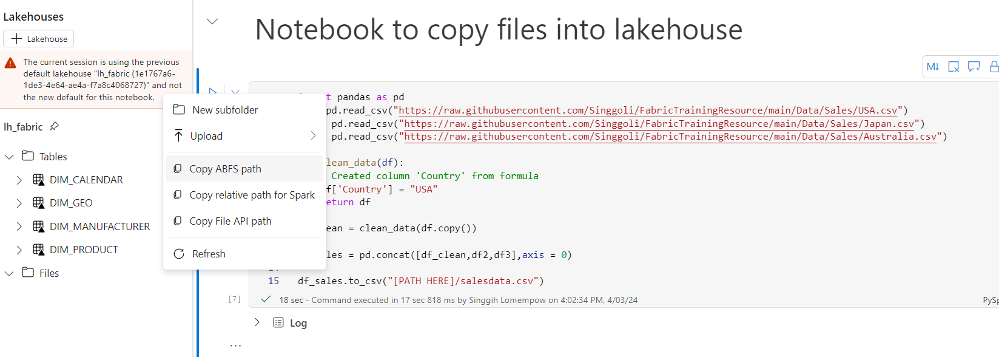 Lakehouses
Lakehouse
The current session is using the previous
default lakehouse "lh_fabric (1e1767a6-
1de3-4e64-ae4a-f7a8c4068727)" and not
the new default for this notebook.
lh_fabric
Tables
DIM_CALENDAR
DIM_GEO
DIM_MANUFACTURER
DIM_PRODUCT
Files
New subfolder
Upload
Copy ABFS path
Copy relative path for Spark
Copy File API path
Refresh
Notebook to copy files into lakehouse
M↓
t pandas as pd
pd.read_csv("https://raw.githubusercontent.com/Singgoli/FabricTrainingResource/main/Data/Sales/USA.csv")
pd.read_csv("https://raw.githubusercontent.com/Singgoli/FabricTrainingResource/main/Data/Sales/Japan.csv")
pd.read_csv("https://raw.githubusercontent.com/Singgoli/FabricTrainingResource/main/Data/Sales/Australia.csv")
lean_data(df):
Created column 'Country' from formula
f['Country'] = "USA"
eturn df
ean = clean_data(df.copy())
les = pd.concat([df_clean,df2,df3],axis = 0)
15 df_sales.to_csv("[PATH HERE]/salesdata.csv")
[7] 18 sec - Command executed in 17 sec 818 ms by Singgih Lomempow on 4:02:34 PM, 4/03/24
PySp
Log
...